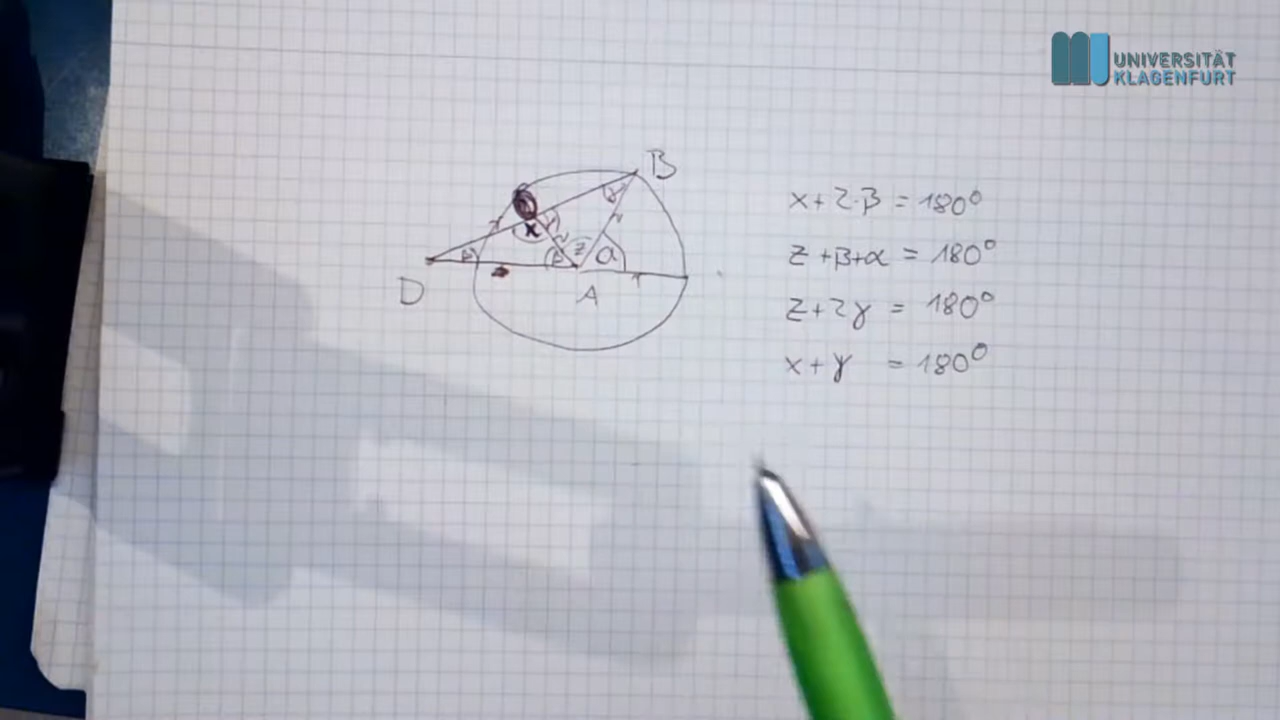 UNIVERSITÄT
KLAGENFURT
B
x + 2·β = 180°
z + β + α = 180°
z + 2γ = 180°
x + γ = 180°
γ
γ
x
z
α
β
β
D
A